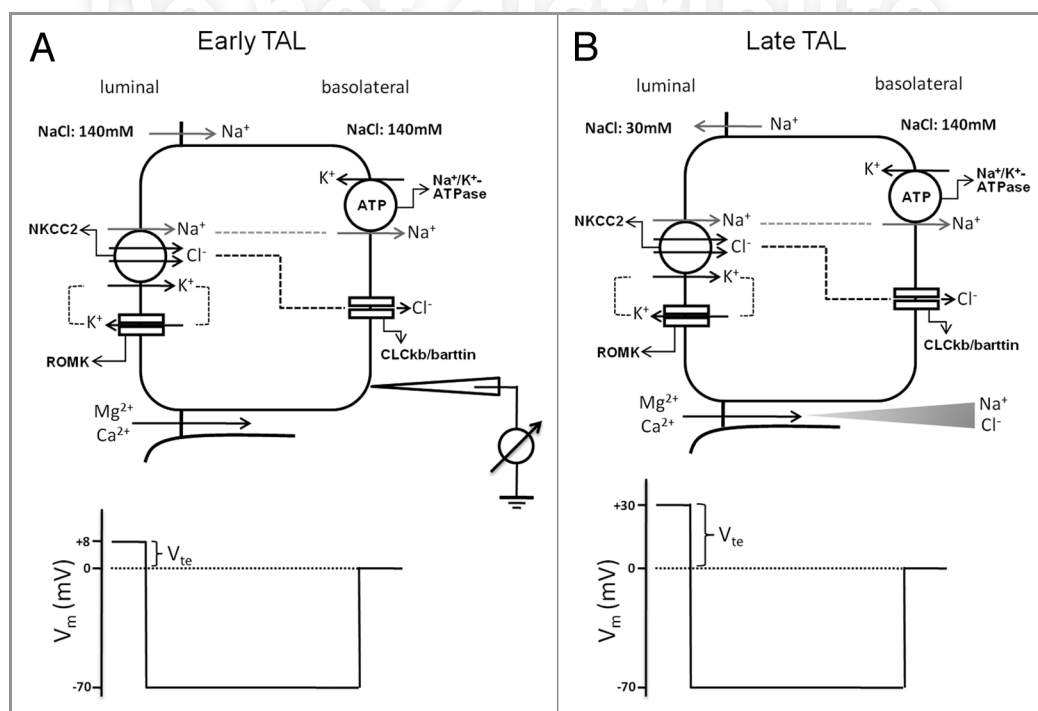 Do not distribute
A
Early TAL
luminal
basolateral
NaCl: 140mM
Na⁺
NaCl: 140mM
K⁺
Na⁺/K⁺-
ATPase
ATP
NKCC2
Na⁺
Na⁺
Cl⁻
K⁺
K⁺
Cl⁻
ROMK
CLCkb/barttin
Mg²⁺
Ca²⁺
+8
Vte
0
Vm (mV)
-70
B
Late TAL
luminal
basolateral
NaCl: 30mM
Na⁺
NaCl: 140mM
K⁺
Na⁺/K⁺-
ATPase
ATP
NKCC2
Na⁺
Na⁺
Cl⁻
K⁺
K⁺
Cl⁻
ROMK
CLCkb/barttin
Mg²⁺
Ca²⁺
Na⁺
Cl⁻
+30
Vte
0
Vm (mV)
-70